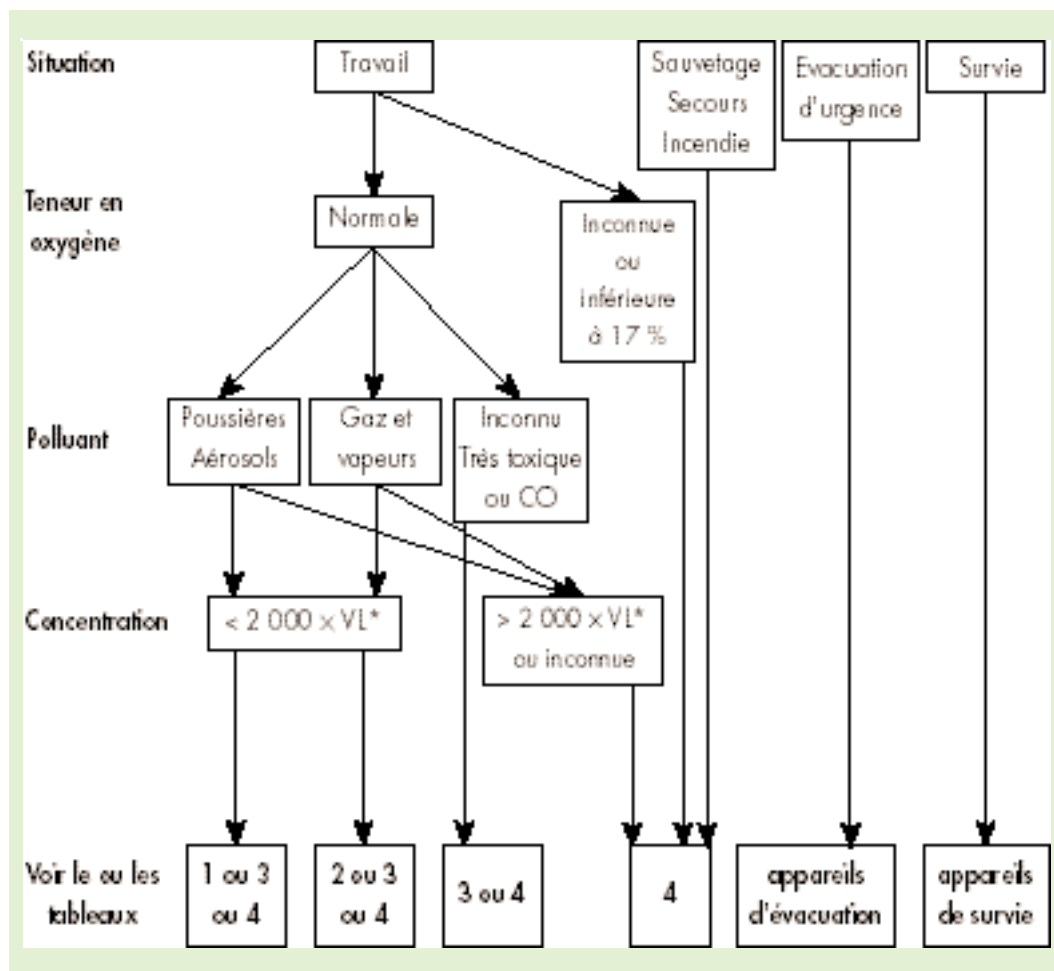 Situation
Travail
Sauvetage
Secours
Incendie
Evacuation
d'urgence
Survie
Teneur en
oxygène
Normale
Inconnue
ou
inférieure
à 17 %
Polluant
Poussières
Aérosols
Gaz et
vapeurs
Inconnu
Très toxique
ou CO
Concentration
< 2 000 x VL*
> 2 000 x VL*
ou inconnue
Voir le ou les
tableaux
1 ou 3
ou 4
2 ou 3
ou 4
3 ou 4
4
appareils
d'évacuation
appareils
de survie